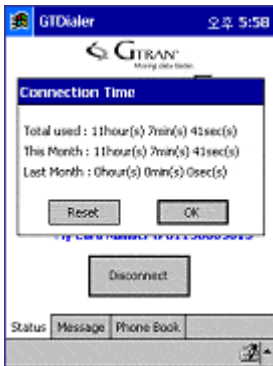 GTDialer 오후 5:58
GTRAN
Moving data faster.
Connection Time
Total used : 11hour(s) 7min(s) 41sec(s)
This Month : 11hour(s) 7min(s) 41sec(s)
Last Month : 0hour(s) 0min(s) 0sec(s)
Reset OK
Disconnect
Status Message Phone Book